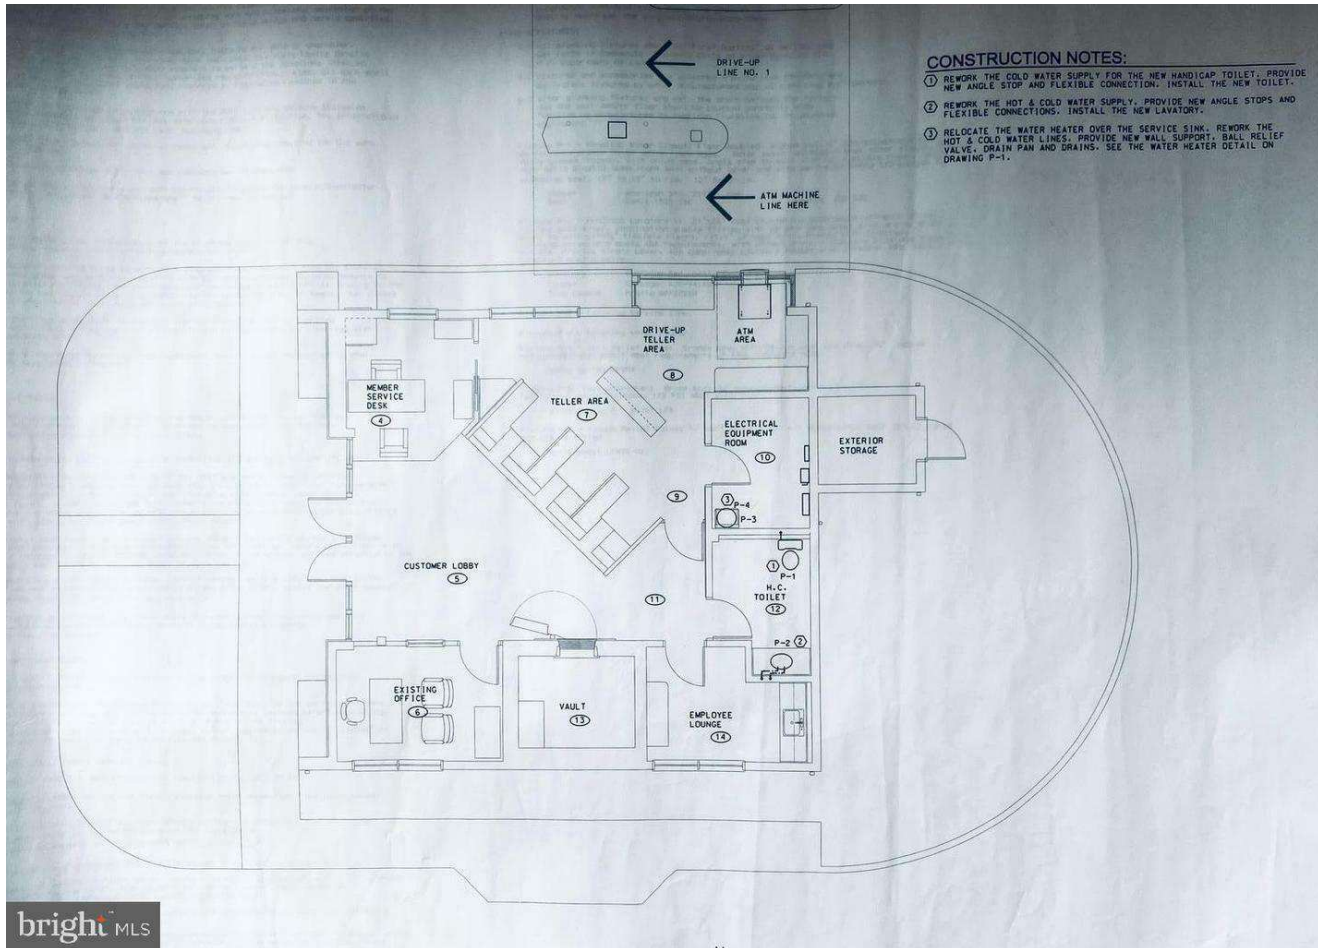 DRIVE-UP
LINE NO. 1
CONSTRUCTION NOTES:
1 REWORK THE COLD WATER SUPPLY FOR THE NEW HANDICAP TOILET. PROVIDE
NEW ANGLE STOP AND FLEXIBLE CONNECTION. INSTALL THE NEW TOILET.
2 REWORK THE HOT & COLD WATER SUPPLY. PROVIDE NEW ANGLE STOPS AND
FLEXIBLE CONNECTIONS. INSTALL THE NEW LAVATORY.
3 RELOCATE THE WATER HEATER OVER THE SERVICE SINK. REWORK THE
HOT & COLD WATER LINES. PROVIDE NEW WALL SUPPORT, BALL RELIEF
VALVE, DRAIN PAN AND DRAINS. SEE THE WATER HEATER DETAIL ON
DRAWING P-1.
ATM MACHINE
LINE HERE
DRIVE-UP
TELLER
AREA
8
ATM
AREA
MEMBER
SERVICE
DESK
4
TELLER AREA
7
ELECTRICAL
EQUIPMENT
ROOM
10
EXTERIOR
STORAGE
9
3
P-4
P-3
CUSTOMER LOBBY
5
1
P-1
H.C.
TOILET
12
11
P-2 2
EXISTING
OFFICE
6
VAULT
13
EMPLOYEE
LOUNGE
14
bright MLS